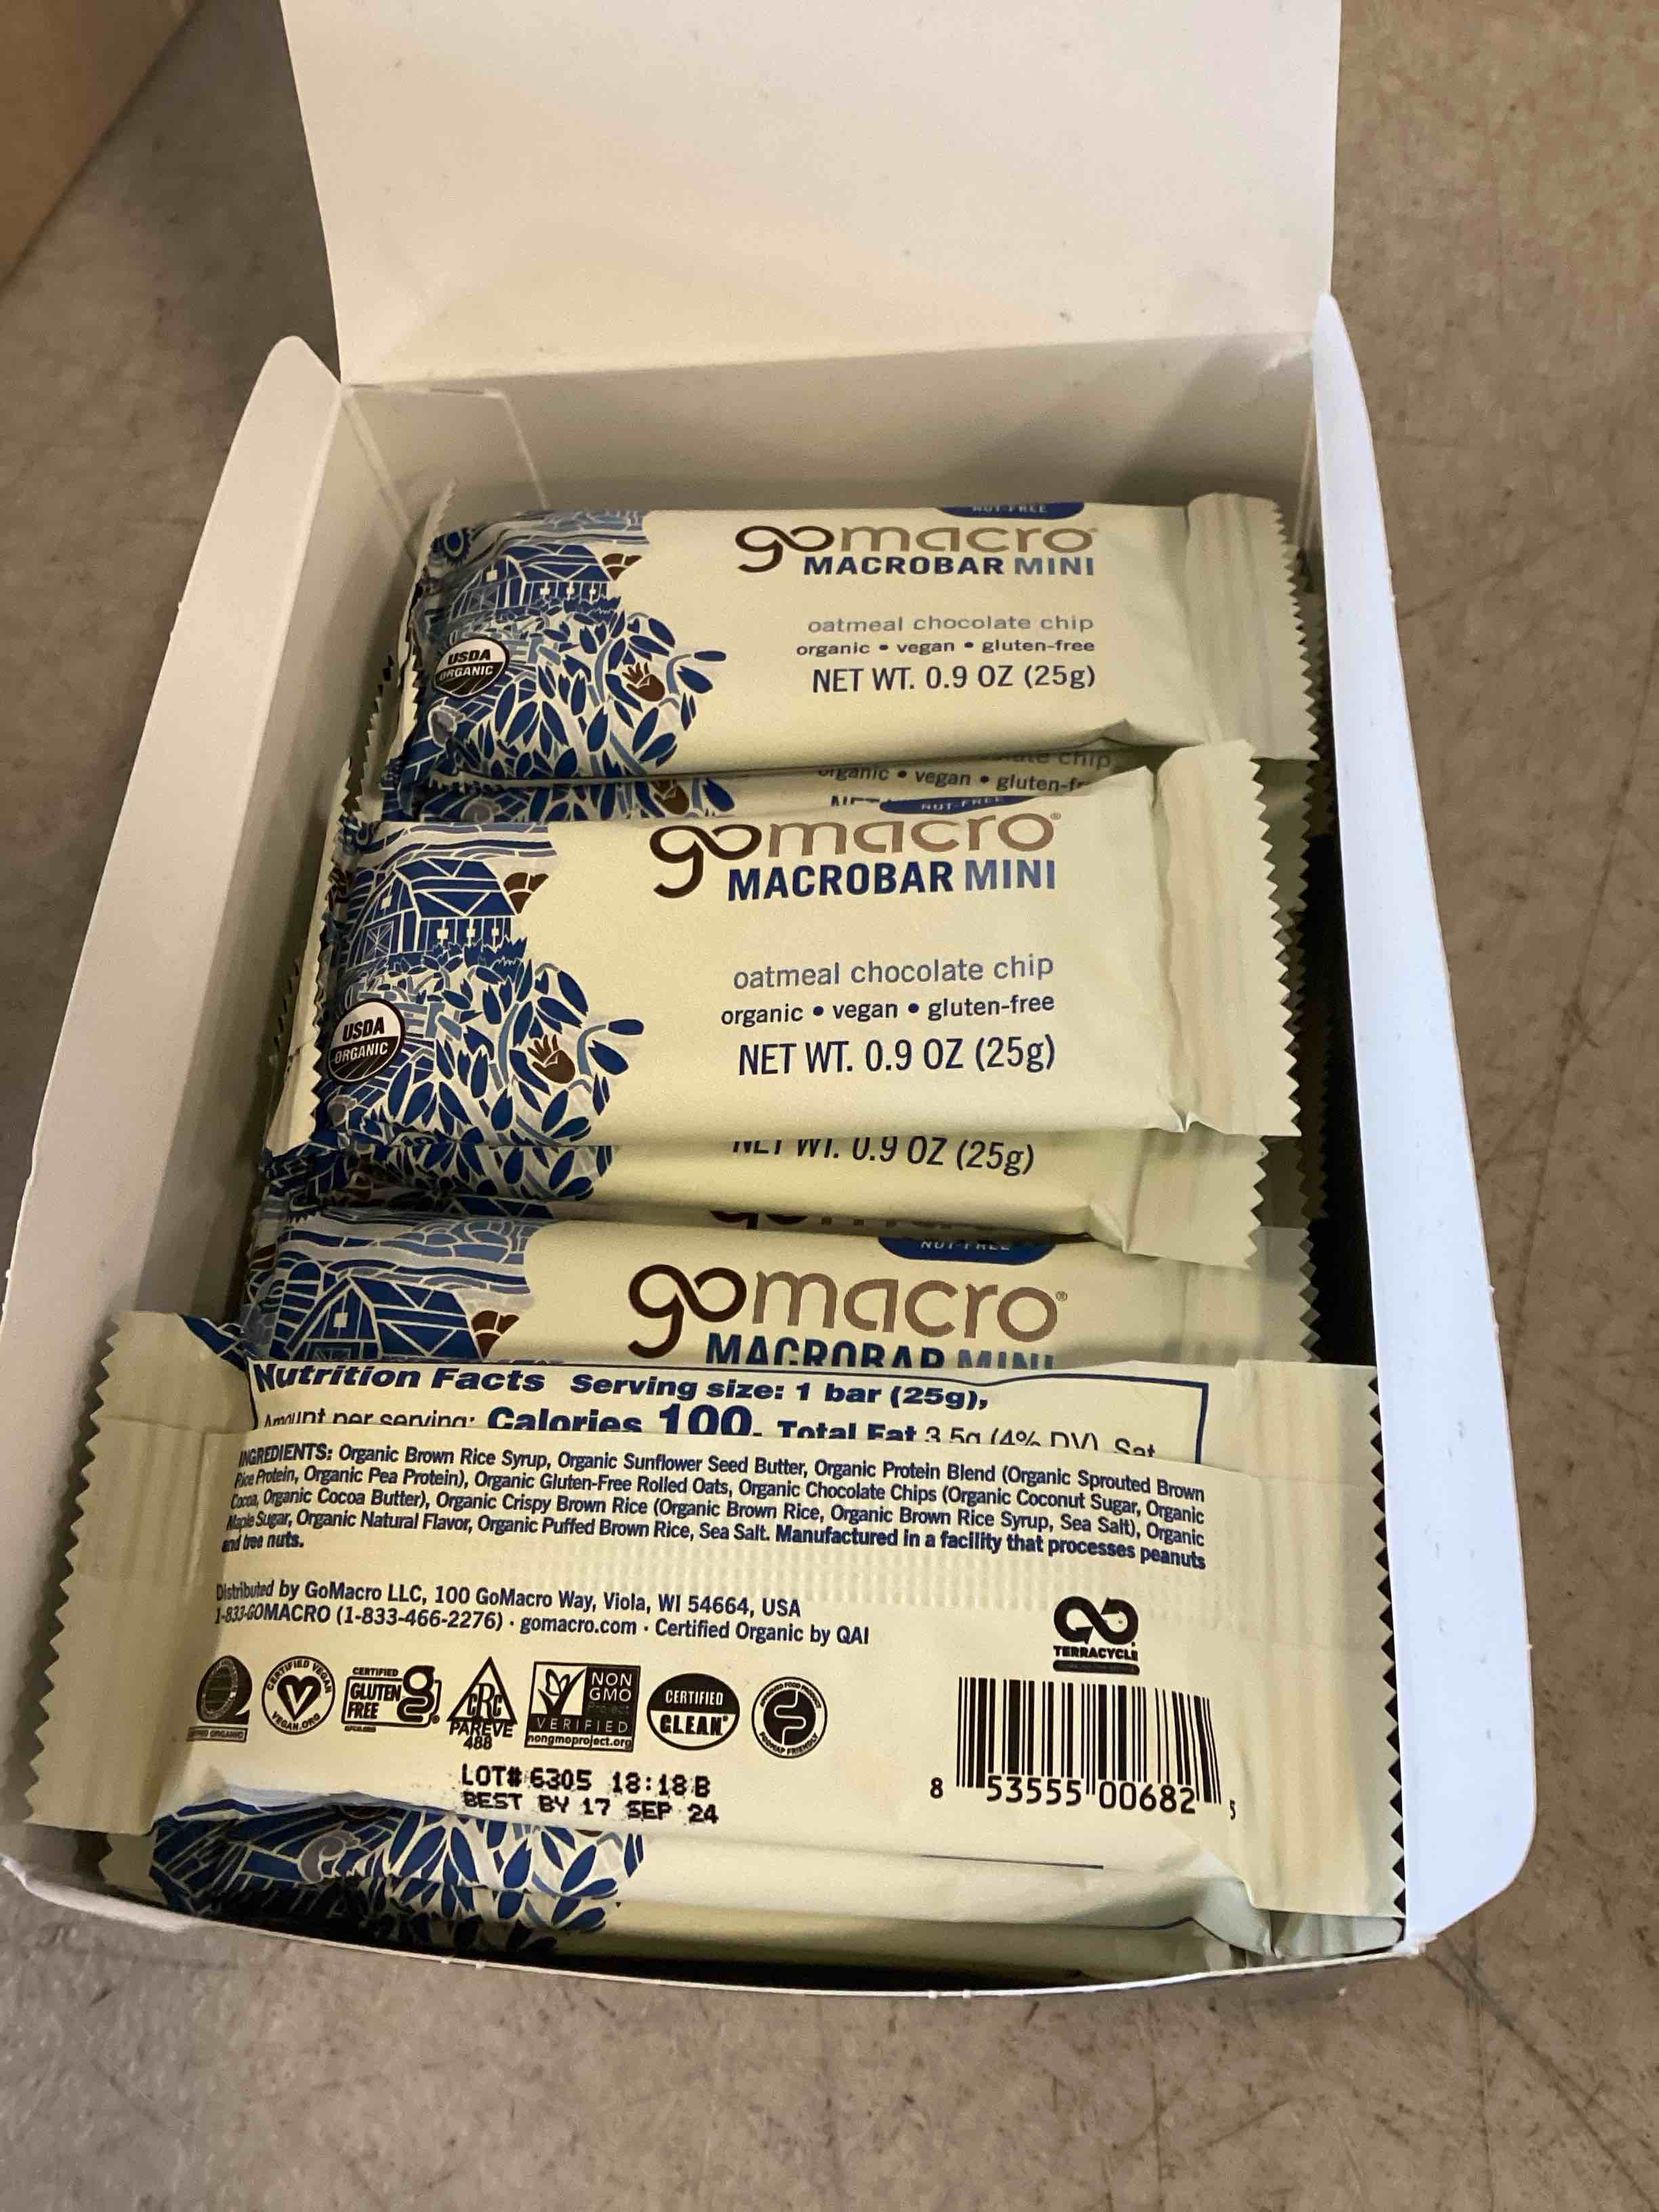 NUT-FREE
gomacro
MACROBAR MINI
oatmeal chocolate chip
organic • vegan • gluten-free
NET WT. 0.9 OZ (25g)
USDA
ORGANIC
chip
organic • vegan • gluten-fr
NUT-FREE
gomacro®
MACROBAR MINI
oatmeal chocolate chip
organic • vegan • gluten-free
NET WT. 0.9 OZ (25g)
USDA
ORGANIC
NET WT. 0.9 OZ (25g)
NUT-FREE
gomacro®
MACROBAR MINI
Nutrition Facts Serving size: 1 bar (25g),
Amount per serving: Calories 100, Total Fat 3.5g (4% DV), Sat.
INGREDIENTS: Organic Brown Rice Syrup, Organic Sunflower Seed Butter, Organic Protein Blend (Organic Sprouted Brown
Rice Protein, Organic Pea Protein), Organic Gluten-Free Rolled Oats, Organic Chocolate Chips (Organic Coconut Sugar, Organic
Cocoa, Organic Cocoa Butter), Organic Crispy Brown Rice (Organic Brown Rice, Organic Brown Rice Syrup, Sea Salt), Organic
Maple Sugar, Organic Natural Flavor, Organic Puffed Brown Rice, Sea Salt. Manufactured in a facility that processes peanuts
and tree nuts.
Distributed by GoMacro LLC, 100 GoMacro Way, Viola, WI 54664, USA
1-833-GOMACRO (1-833-466-2276) · gomacro.com · Certified Organic by QAI
TERRACYCLE
CERTIFIED VEGAN
VEGAN.ORG
CERTIFIED
GLUTEN
FREE
CRC
PAREVE
488
NON
GMO
Project
VERIFIED
nongmoproject.org
CERTIFIED
CLEAN
FODMAP FRIENDLY
LOT# 6305 18:18 B
BEST BY 17 SEP 24
8 53555 00682 5